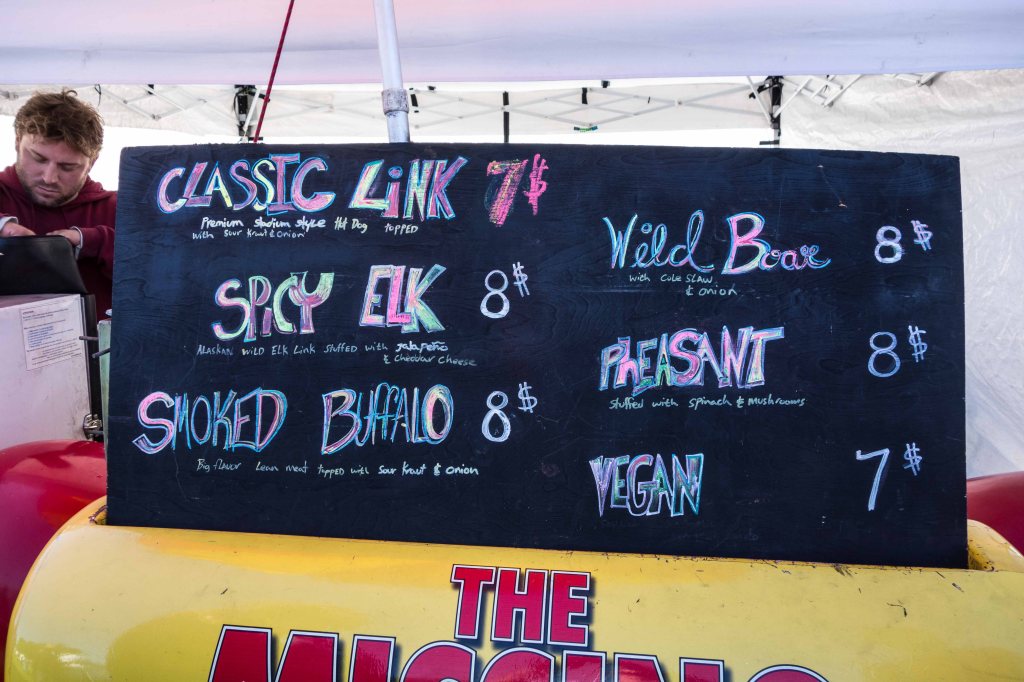 CLASSIC LiNK 7$
Premium stadium style Hot Dog topped
with Sour Kraut & onion
SPICY ELK 8$
ALASKAN WILD ELK LINK STUFFED WITH Jalapeño
& Cheddar Cheese
SMOKED BUFFALO 8$
Big flavor Lean meat topped with sour Kraut & onion
Wild Boar 8$
with Cole SLAW
& onion
PHEASANT 8$
Stuffed with Spinach & Mushrooms
VEGAN 7$
THE
MISSING